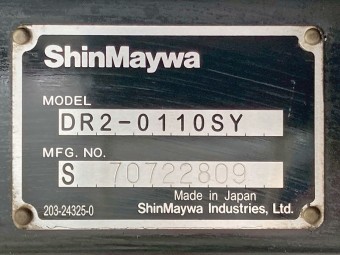 ShinMaywa
MODEL
DR2-0110SY
MFG. NO.
S 70722809
Made in Japan
203-24325-0 ShinMaywa Industries, Ltd.